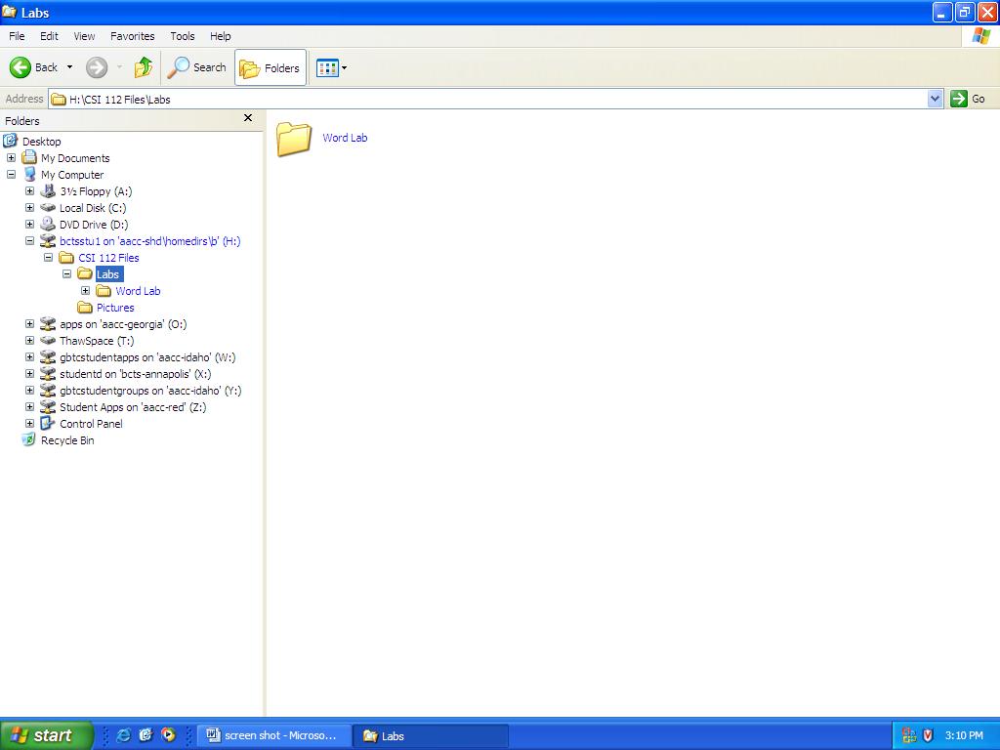 Labs
File Edit View Favorites Tools Help
Back Search Folders
Address H:\CSI 112 Files\Labs Go
Folders
Desktop
My Documents
My Computer
3½ Floppy (A:)
Local Disk (C:)
DVD Drive (D:)
bctsstu1 on 'aacc-shd\homedirs\b' (H:)
CSI 112 Files
Labs
Word Lab
Pictures
apps on 'aacc-georgia' (O:)
ThawSpace (T:)
gbtcstudentapps on 'aacc-idaho' (W:)
studentd on 'bcts-annapolis' (X:)
gbtcstudentgroups on 'aacc-idaho' (Y:)
Student Apps on 'aacc-red' (Z:)
Control Panel
Recycle Bin
Word Lab
start screen shot - Microso... Labs 3:10 PM